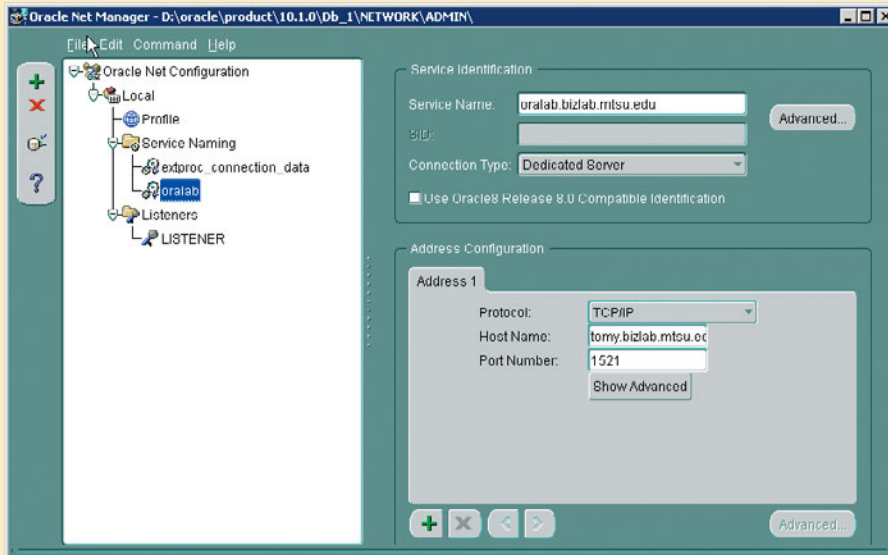 Oracle Net Manager - D:\oracle\product\10.1.0\Db_1\NETWORK\ADMIN\
File Edit Command Help
Oracle Net Configuration
Local
Profile
Service Naming
extproc_connection_data
oralab
Listeners
LISTENER
Service Identification
Service Name: oralab.bizlab.mtsu.edu
Advanced...
SID:
Connection Type: Dedicated Server
Use Oracle8 Release 8.0 Compatible Identification
Address Configuration
Address 1
Protocol: TCP/IP
Host Name: tomy.bizlab.mtsu.ec
Port Number: 1521
Show Advanced
Advanced...